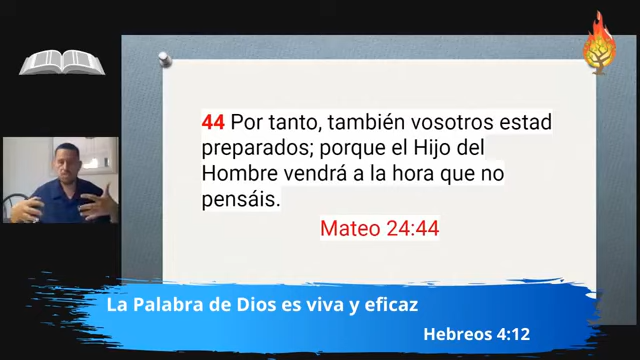 44 Por tanto, también vosotros estad
preparados; porque el Hijo del
Hombre vendrá a la hora que no
pensáis.
Mateo 24:44
La Palabra de Dios es viva y eficaz
Hebreos 4:12